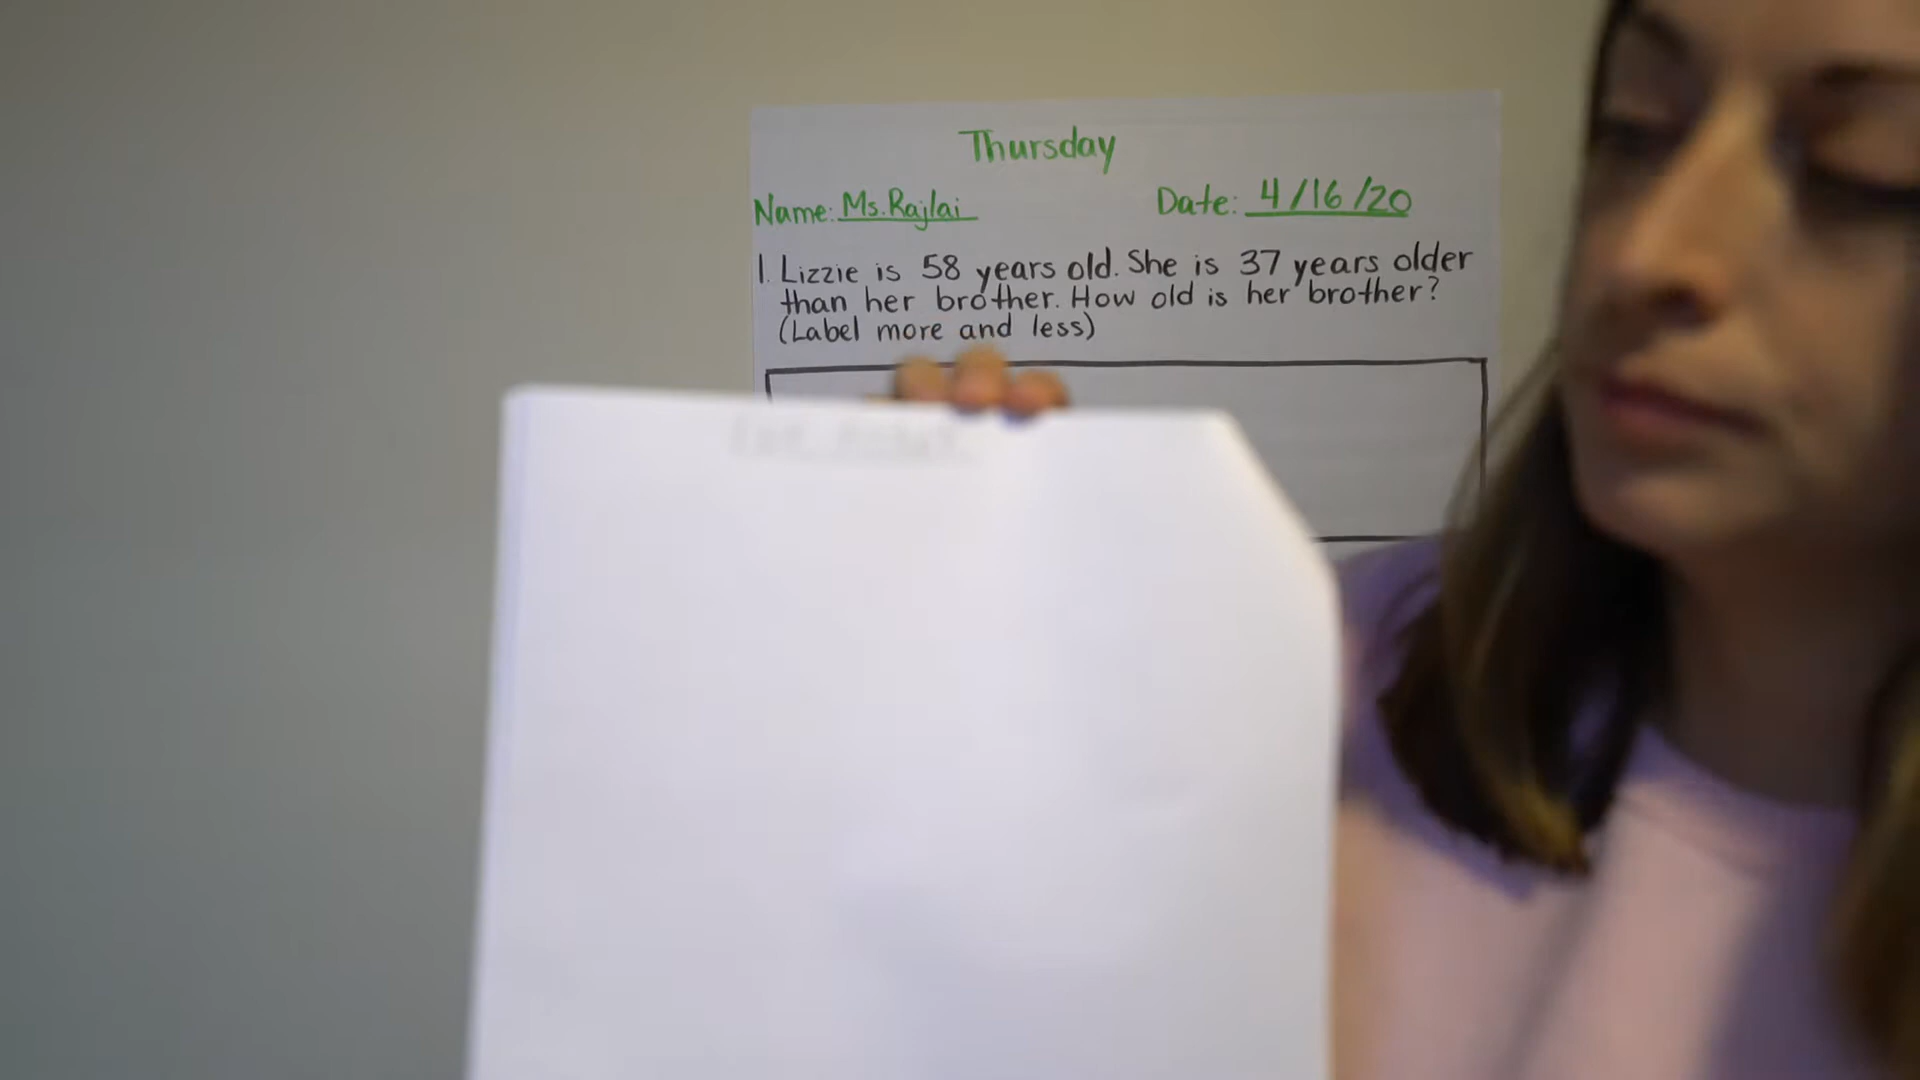 Thursday
Name: Ms. Rajlai Date: 4/16/20
1. Lizzie is 58 years old. She is 37 years older
than her brother. How old is her brother?
(Label more and less)